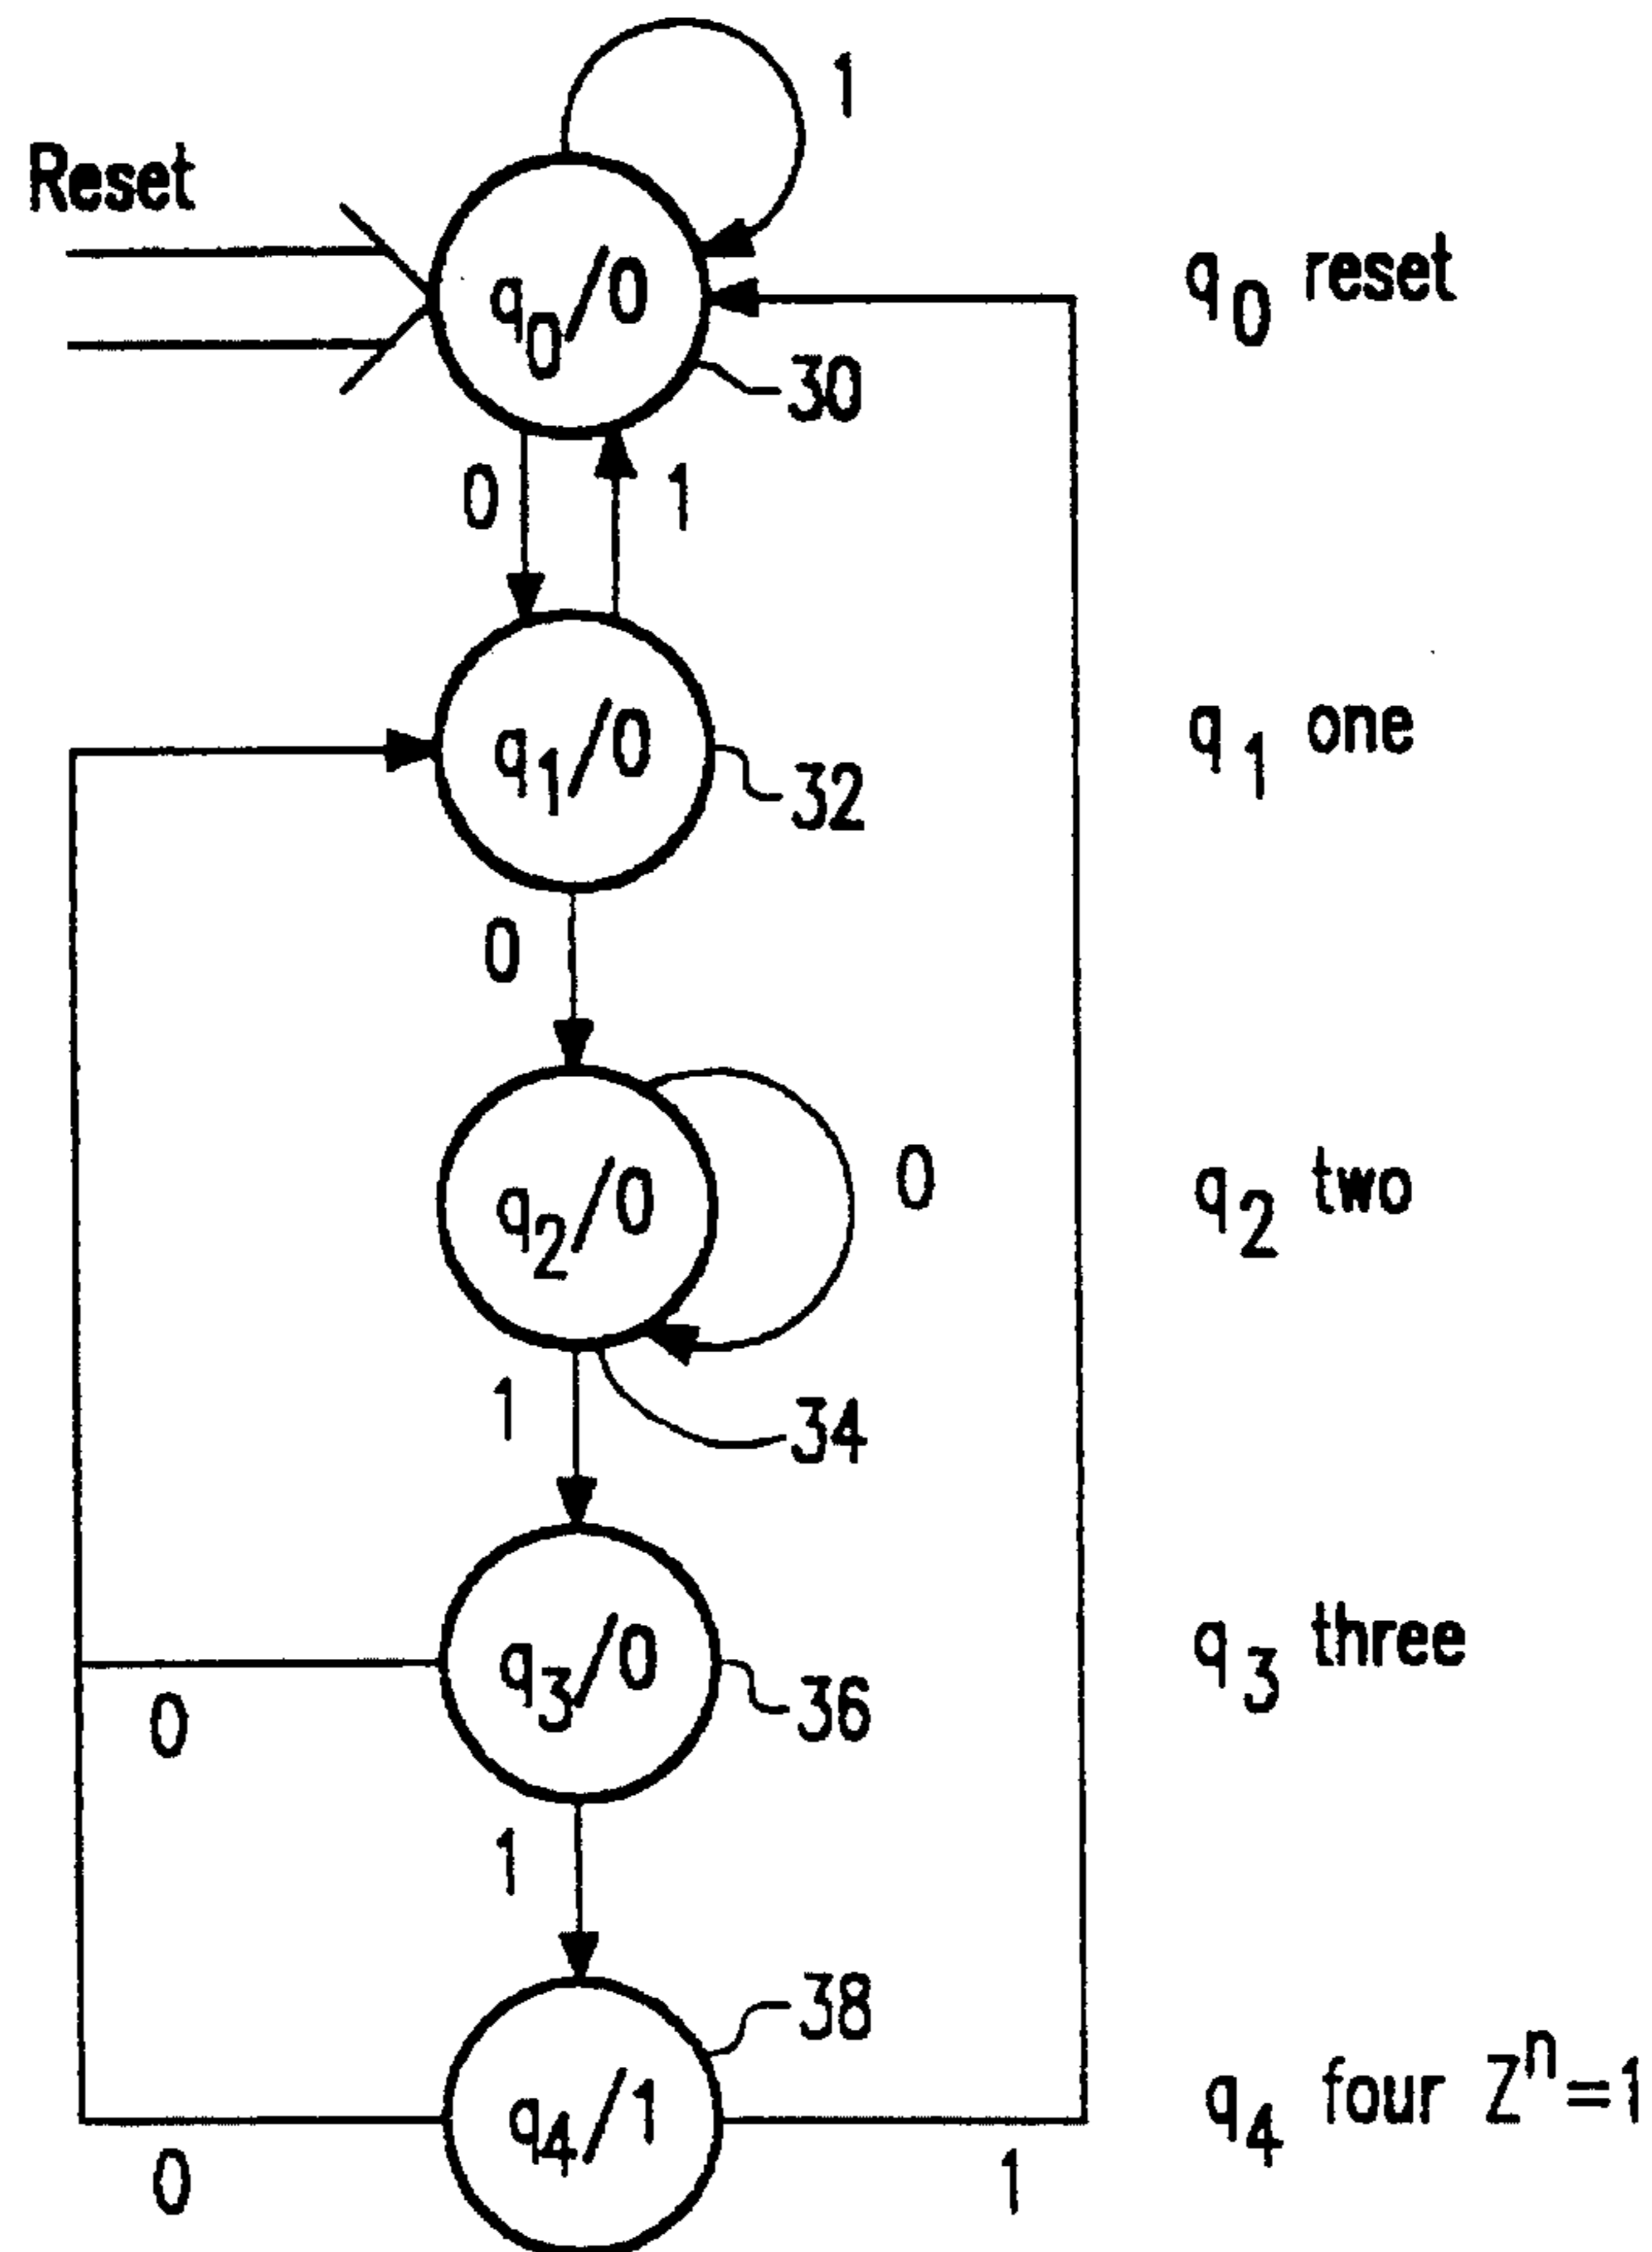 1
Reset
q0/0
q0 reset
30
0
1
q1/0
q1 one
32
0
q2/0
0
q2 two
1
34
q3/0
q3 three
0
36
1
38
q4/1
q4 four Z^n=1
0
1